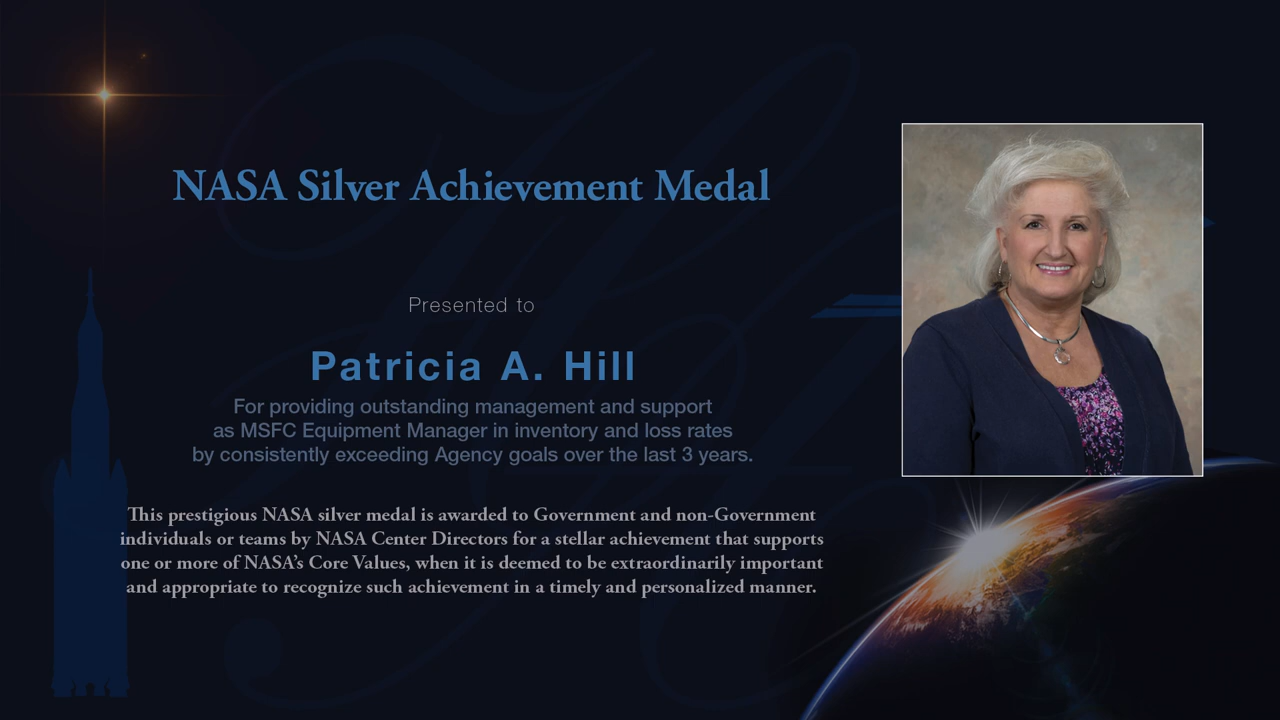 NASA Silver Achievement Medal
Presented to
Patricia A. Hill
For providing outstanding management and support
as MSFC Equipment Manager in inventory and loss rates
by consistently exceeding Agency goals over the last 3 years.
This prestigious NASA silver medal is awarded to Government and non-Government
individuals or teams by NASA Center Directors for a stellar achievement that supports
one or more of NASA’s Core Values, when it is deemed to be extraordinarily important
and appropriate to recognize such achievement in a timely and personalized manner.